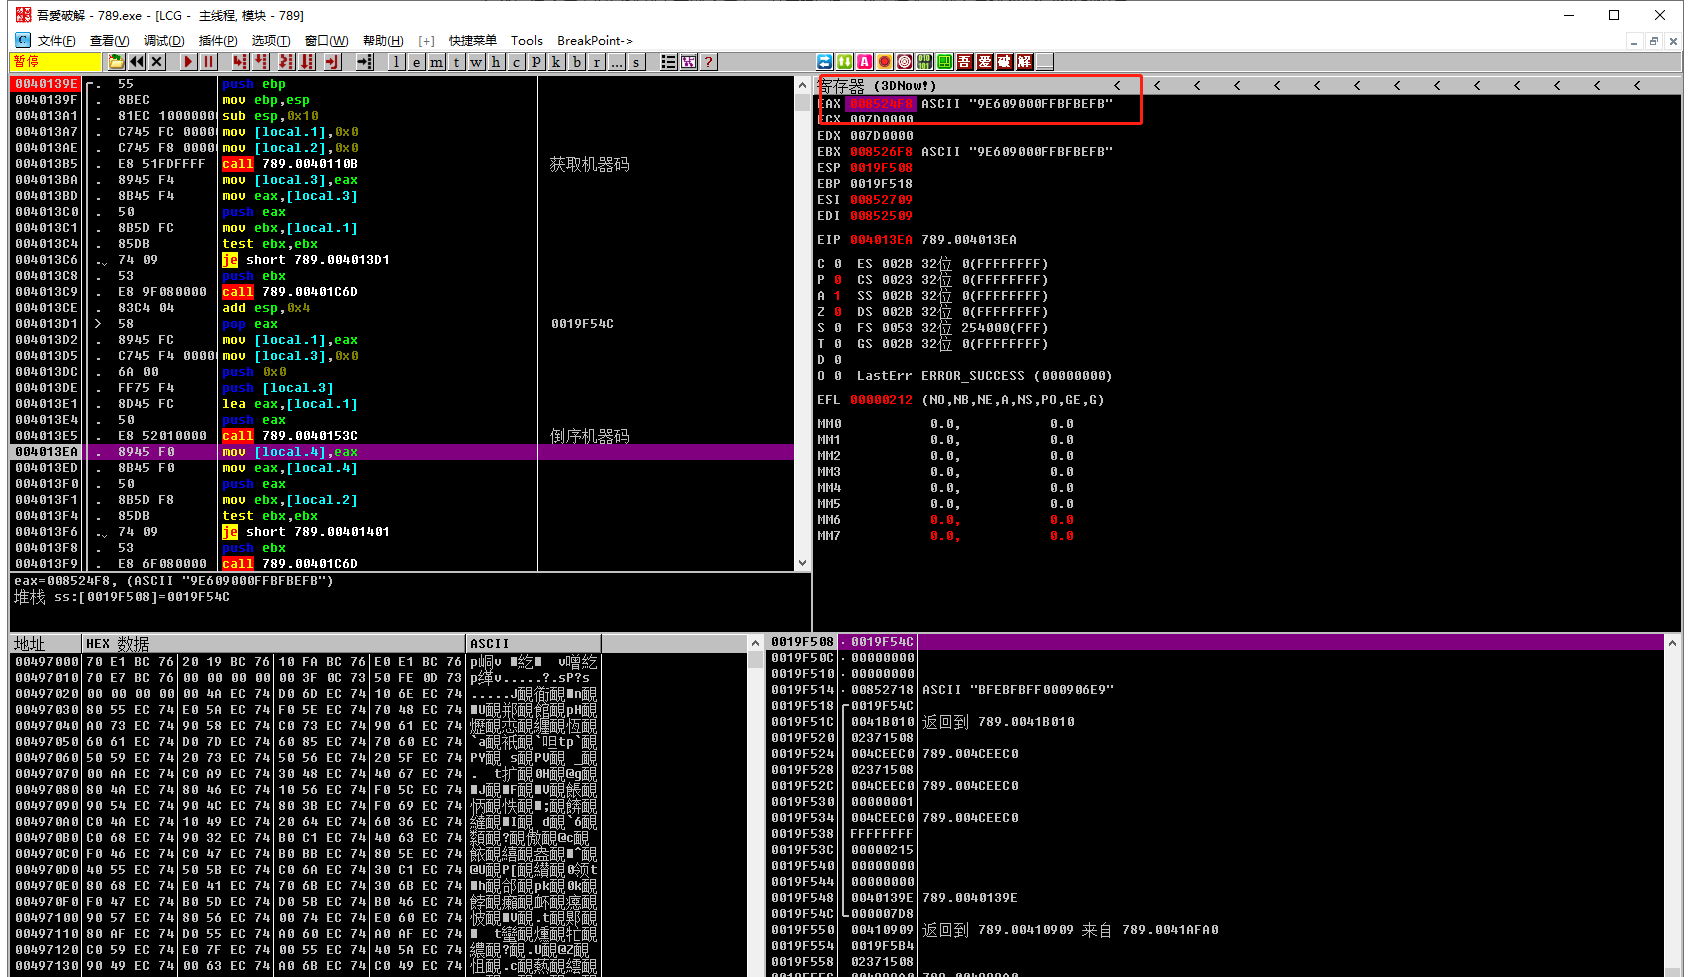 吾愛破解 - 789.exe - [LCG - 主线程, 模块 - 789]
文件(F) 查看(V) 调试(D) 插件(P) 选项(T) 窗口(W) 帮助(H) [+] 快捷菜单 Tools BreakPoint->
暂停 l e m t w h c P k b r ... s ? 吾 爱 破 解
0040139E . 55 push ebp
0040139F . 8BEC mov ebp,esp
004013A1 . 81EC 10000000 sub esp,0x10
004013A7 . C745 FC 0000 mov [local.1],0x0
004013AE . C745 F8 0000 mov [local.2],0x0
004013B5 . E8 51FDFFFF call 789.0040110B 获取机器码
004013BA . 8945 F4 mov [local.3],eax
004013BD . 8B45 F4 mov eax,[local.3]
004013C0 . 50 push eax
004013C1 . 8B5D FC mov ebx,[local.1]
004013C4 . 85DB test ebx,ebx
004013C6 . 74 09 je short 789.004013D1
004013C8 . 53 push ebx
004013C9 . E8 9F080000 call 789.00401C6D
004013CE . 83C4 04 add esp,0x4
004013D1 > 58 pop eax 0019F54C
004013D2 . 8945 FC mov [local.1],eax
004013D5 . C745 F4 0000 mov [local.3],0x0
004013DC . 6A 00 push 0x0
004013DE . FF75 F4 push [local.3]
004013E1 . 8D45 FC lea eax,[local.1]
004013E4 . 50 push eax
004013E5 . E8 52010000 call 789.0040153C 倒序机器码
004013EA . 8945 F0 mov [local.4],eax
004013ED . 8B45 F0 mov eax,[local.4]
004013F0 . 50 push eax
004013F1 . 8B5D F8 mov ebx,[local.2]
004013F4 . 85DB test ebx,ebx
004013F6 . 74 09 je short 789.00401401
004013F8 . 53 push ebx
004013F9 . E8 6F080000 call 789.00401C6D
eax=008524F8, (ASCII "9E609000FFBFBEFB")
堆栈 ss:[0019F508]=0019F54C
寄存器 (3DNow!) < < < < < < < < < < < < < <
EAX 008524F8 ASCII "9E609000FFBFBEFB"
ECX 007D0000
EDX 007D0000
EBX 008526F8 ASCII "9E609000FFBFBEFB"
ESP 0019F508
EBP 0019F518
ESI 00852709
EDI 00852509
EIP 004013EA 789.004013EA
C 0 ES 002B 32位 0(FFFFFFFF)
P 0 CS 0023 32位 0(FFFFFFFF)
A 1 SS 002B 32位 0(FFFFFFFF)
Z 0 DS 002B 32位 0(FFFFFFFF)
S 0 FS 0053 32位 254000(FFF)
T 0 GS 002B 32位 0(FFFFFFFF)
D 0
O 0 LastErr ERROR_SUCCESS (00000000)
EFL 00000212 (NO,NB,NE,A,NS,PO,GE,G)
MM0 0.0, 0.0
MM1 0.0, 0.0
MM2 0.0, 0.0
MM3 0.0, 0.0
MM4 0.0, 0.0
MM5 0.0, 0.0
MM6 0.0, 0.0
MM7 0.0, 0.0
地址 HEX 数据 ASCII
00497000 70 E1 BC 76 20 19 BC 76 10 FA BC 76 E0 E1 BC 76
00497010 70 E7 BC 76 00 00 00 00 00 3F 0C 73 50 FE 0D 73
00497020 00 00 00 00 00 4A EC 74 D0 6D EC 74 10 6E EC 74
00497030 80 55 EC 74 E0 5A EC 74 F0 5E EC 74 70 48 EC 74
00497040 A0 73 EC 74 90 58 EC 74 C0 73 EC 74 90 61 EC 74
00497050 60 61 EC 74 D0 7D EC 74 60 85 EC 74 70 60 EC 74
00497060 50 59 EC 74 20 73 EC 74 50 56 EC 74 20 5F EC 74
00497070 00 AA EC 74 C0 A9 EC 74 30 48 EC 74 40 67 EC 74
00497080 80 4A EC 74 80 46 EC 74 10 56 EC 74 F0 5C EC 74
00497090 90 54 EC 74 90 4C EC 74 80 3B EC 74 F0 69 EC 74
004970A0 C0 4A EC 74 10 49 EC 74 20 64 EC 74 60 36 EC 74
004970B0 C0 68 EC 74 90 32 EC 74 B0 C1 EC 74 40 63 EC 74
004970C0 F0 46 EC 74 C0 47 EC 74 B0 BB EC 74 80 5E EC 74
004970D0 40 55 EC 74 50 5B EC 74 C0 6A EC 74 30 C1 EC 74
004970E0 80 68 EC 74 E0 41 EC 74 70 6B EC 74 30 6B EC 74
004970F0 F0 47 EC 74 B0 5D EC 74 D0 5B EC 74 B0 46 EC 74
00497100 90 57 EC 74 80 56 EC 74 00 74 EC 74 E0 60 EC 74
00497110 80 AF EC 74 D0 55 EC 74 A0 60 EC 74 A0 AF EC 74
00497120 C0 59 EC 74 E0 7F EC 74 00 55 EC 74 40 5A EC 74
00497130 90 49 EC 74 00 63 EC 74 A0 6B EC 74 C0 49 EC 74
0019F508 0019F54C
0019F50C 00000000
0019F510 00000000
0019F514 00852718 ASCII "BFEBFBFF000906E9"
0019F518 0019F54C
0019F51C 0041B010 返回到 789.0041B010
0019F520 02371508
0019F524 004CEEC0 789.004CEEC0
0019F528 02371508
0019F52C 004CEEC0 789.004CEEC0
0019F530 00000001
0019F534 004CEEC0 789.004CEEC0
0019F538 FFFFFFFF
0019F53C 00000215
0019F540 00000000
0019F544 00000000
0019F548 0040139E 789.0040139E
0019F54C 000007D8
0019F550 00410909 返回到 789.00410909 来自 789.0041AFA0
0019F554 0019F5B4
0019F558 02371508